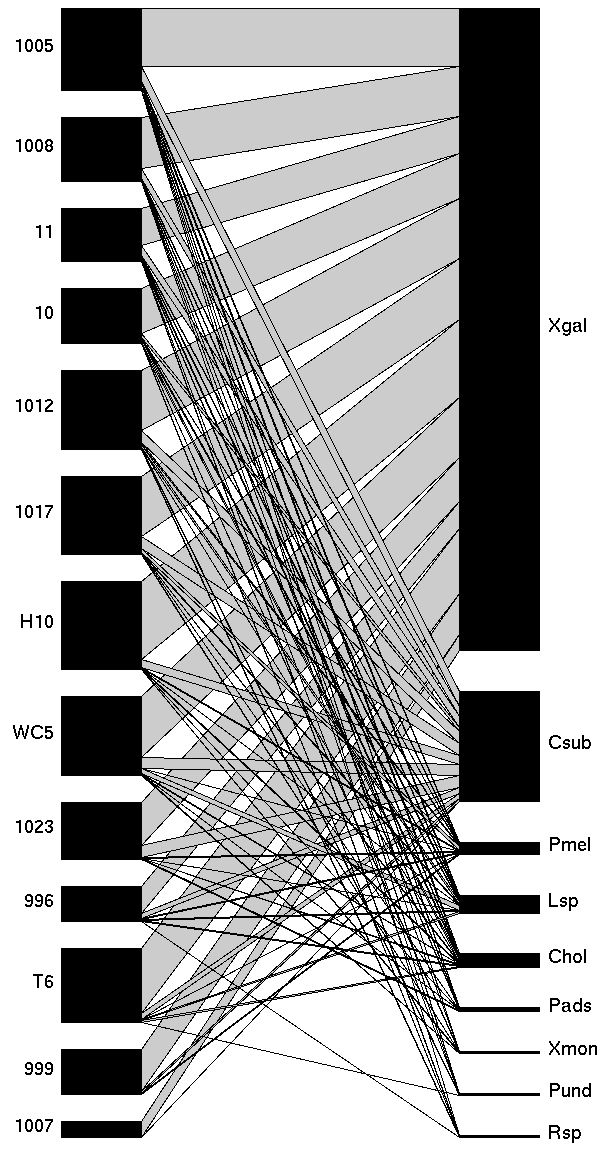 1005
1008
11
10
1012
1017
H10
WC5
1023
996
T6
999
1007
Xgal
Csub
Pmel
Lsp
Chol
Pads
Xmon
Pund
Rsp